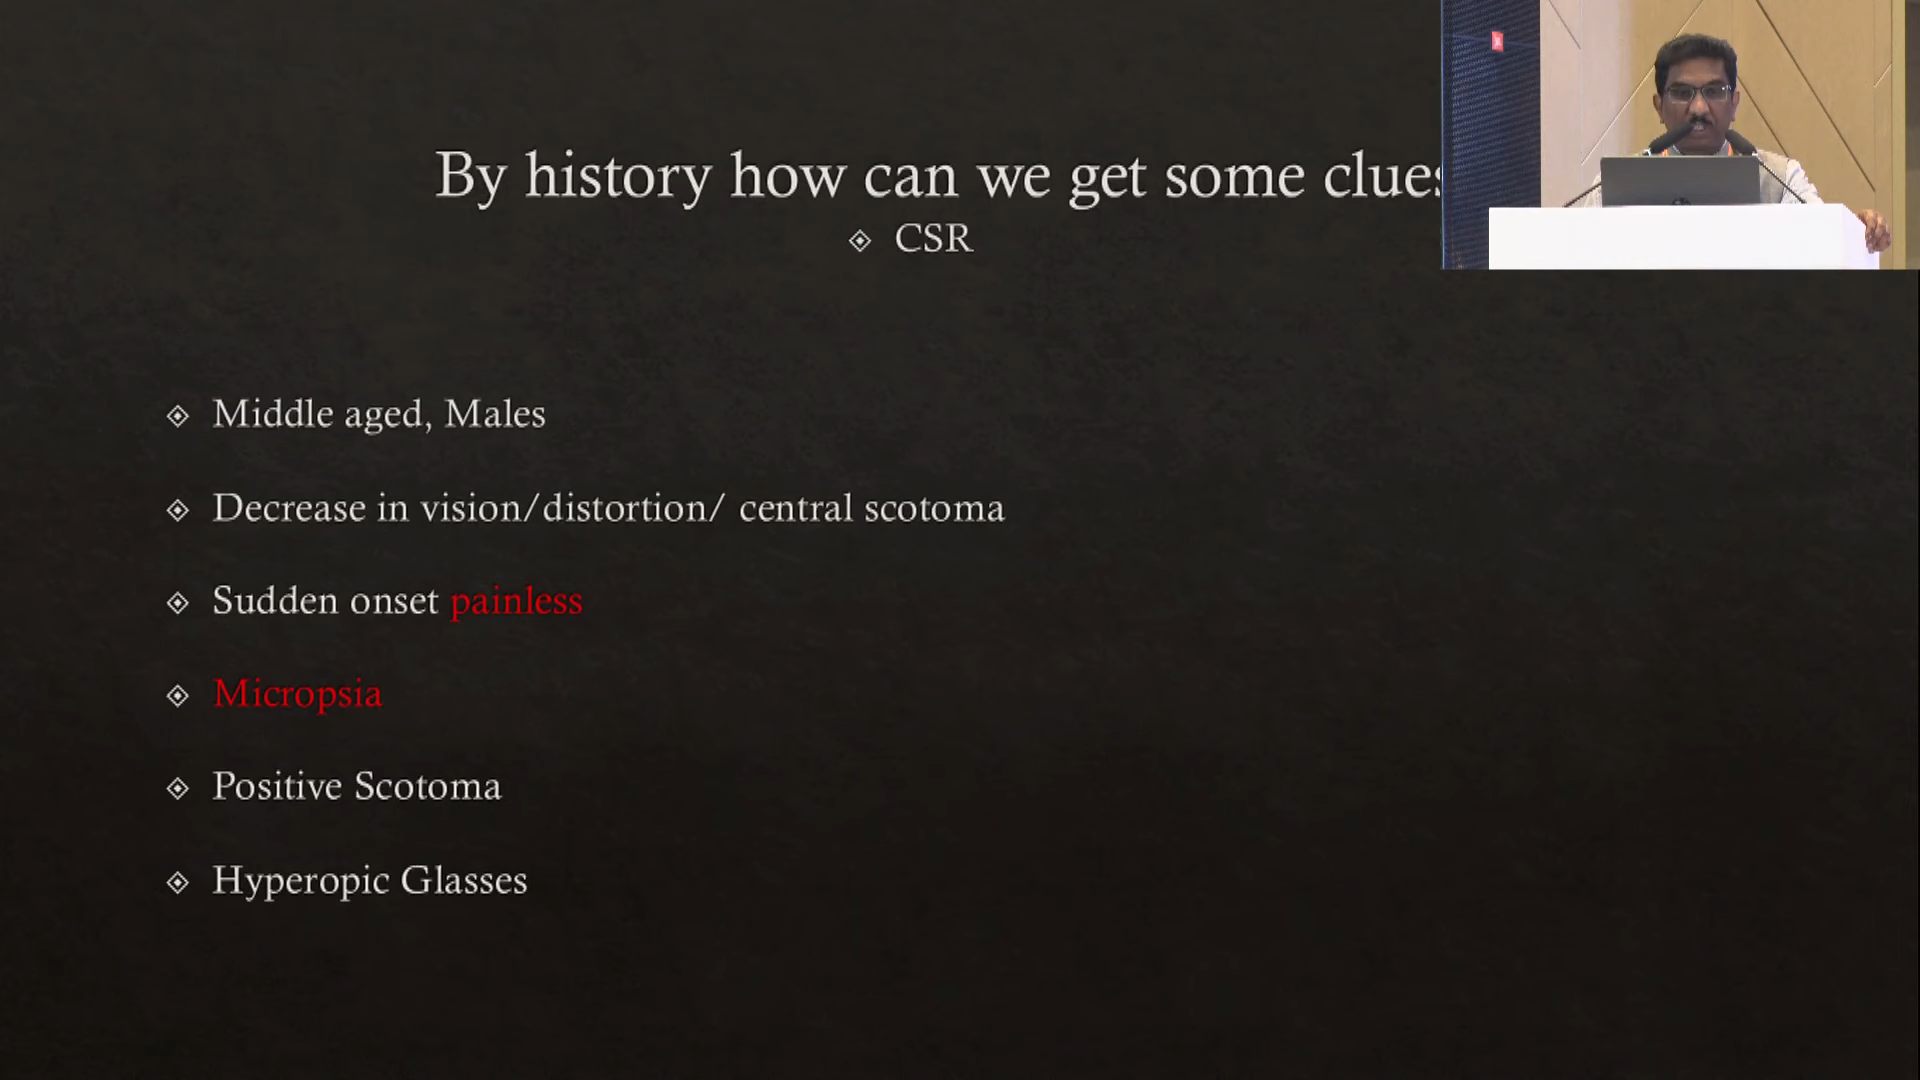 By history how can we get some clues
CSR
Middle aged, Males
Decrease in vision/distortion/ central scotoma
Sudden onset painless
Micropsia
Positive Scotoma
Hyperopic Glasses